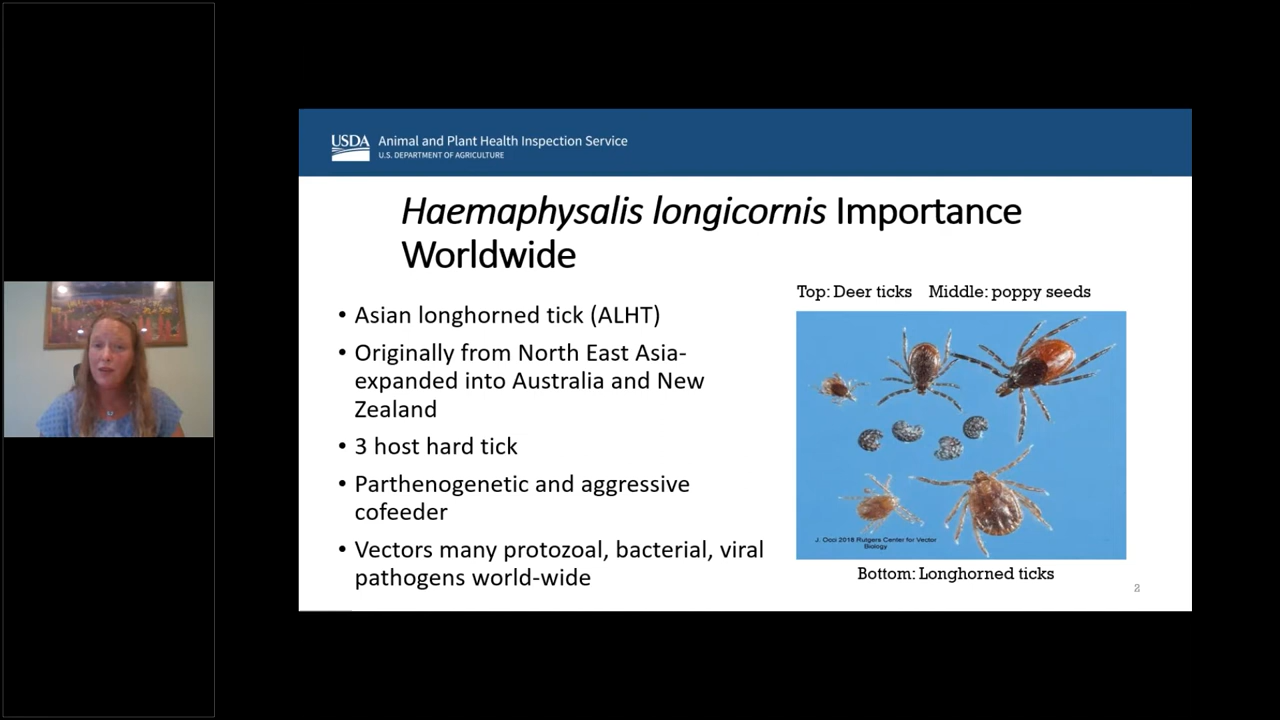 USDA Animal and Plant Health Inspection Service
U.S. DEPARTMENT OF AGRICULTURE
Haemaphysalis longicornis Importance
Worldwide
• Asian longhorned tick (ALHT)
• Originally from North East Asia-
expanded into Australia and New
Zealand
• 3 host hard tick
• Parthenogenetic and aggressive
cofeeder
• Vectors many protozoal, bacterial, viral
pathogens world-wide
Top: Deer ticks Middle: poppy seeds
J. Occi 2018 Rutgers Center for Vector
Biology
Bottom: Longhorned ticks
2